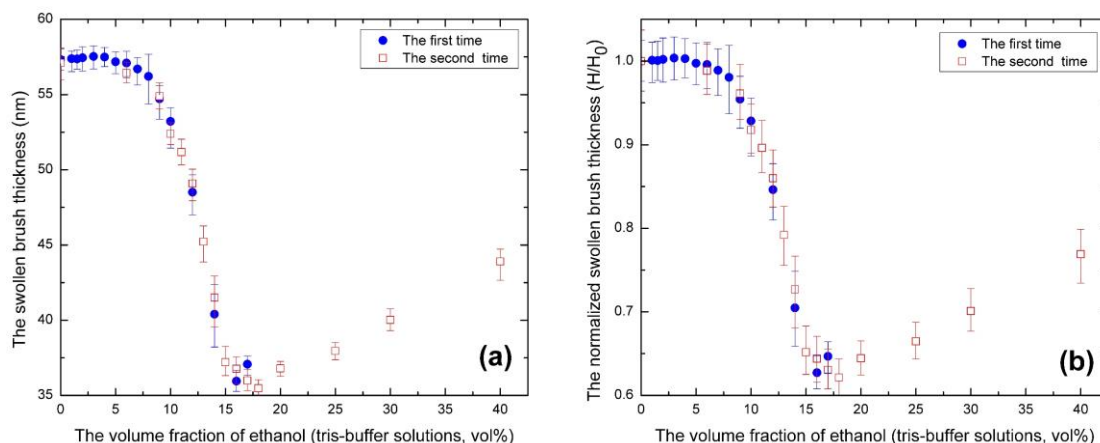 The first time
The second time
The swollen brush thickness (nm)
60
55
50
45
40
35
0
5
10
15
20
25
30
35
40
(a)
The volume fraction of ethanol (tris-buffer solutions, vol%)
The first time
The second time
The normalized swollen brush thickness (H/H₀)
1.0
0.9
0.8
0.7
0.6
0
5
10
15
20
25
30
35
40
(b)
The volume fraction of ethanol (tris-buffer solutions, vol%)